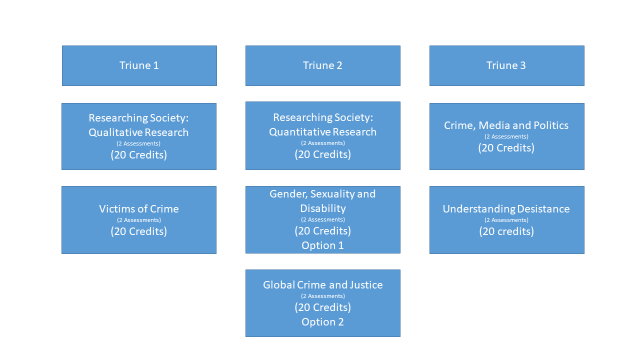 Triune 1
Triune 2
Triune 3
Researching Society:
Qualitative Research
(2 Assessments)
(20 Credits)
Researching Society:
Quantitative Research
(2 Assessments)
(20 Credits)
Crime, Media and Politics
(2 Assessments)
(20 Credits)
Victims of Crime
(2 Assessments)
(20 Credits)
Gender, Sexuality and
Disability
(2 Assessments)
(20 Credits)
Option 1
Understanding Desistance
(2 Assessments)
(20 credits)
Global Crime and Justice
(2 Assessments)
(20 Credits)
Option 2